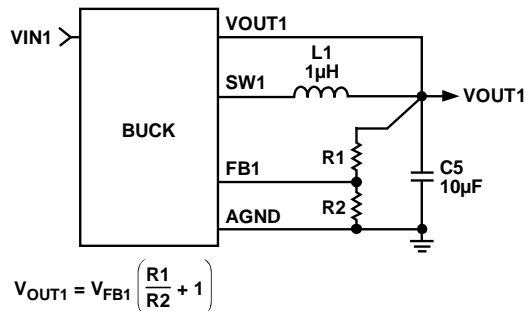 VIN1
BUCK
VOUT1
SW1
FB1
AGND
L1
1µH
VOUT1
R1
R2
C5
10µF
VOUT1 = VFB1 (R1/R2 + 1)